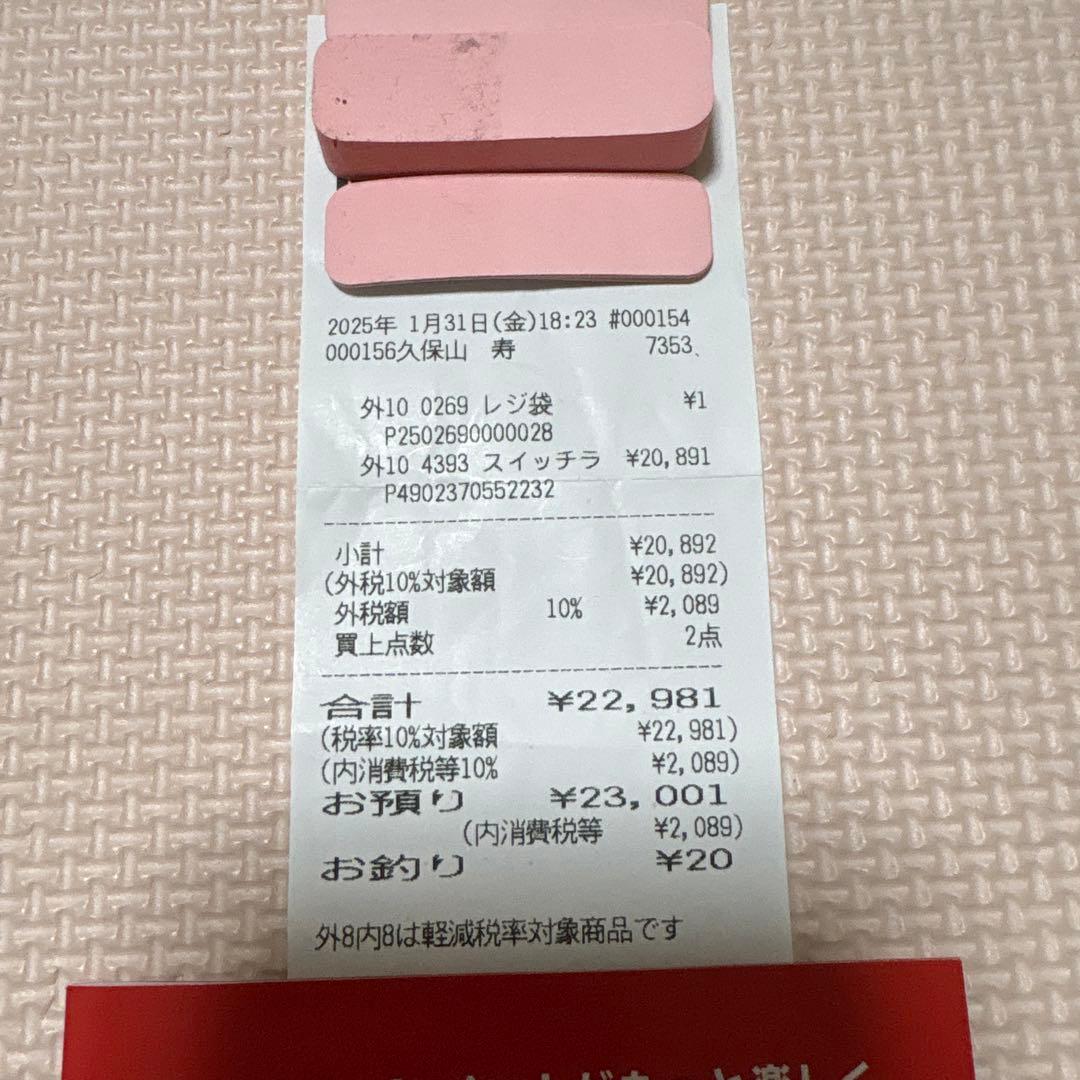 2025年 1月31日(金)18:23 #000154
000156久保山 寿 7353
外10 0269 レジ袋 ¥1
P2502690000028
外10 4393 スイッチラ ¥20,891
P4902370552232
小計 ¥20,892
(外税10%対象額 ¥20,892)
外税額 10% ¥2,089
買上点数 2点
合計 ¥22,981
(税率10%対象額 ¥22,981)
(内消費税等10% ¥2,089)
お預り ¥23,001
(内消費税等 ¥2,089)
お釣り ¥20
外8内8は軽減税率対象商品です
もっと楽しく